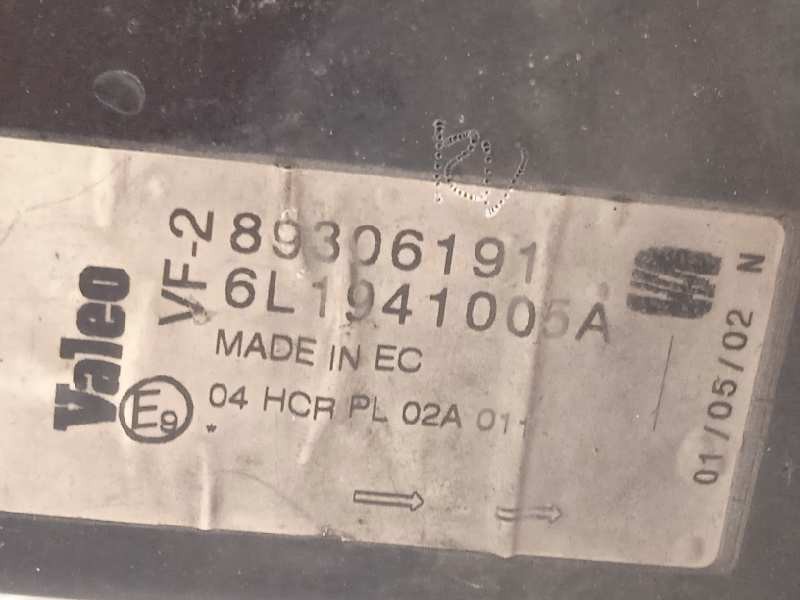 Valeo
VF-2
89306191
6L1941005A
MADE IN EC
E9
04 HCR PL 02A 01
*
01/05/02 N